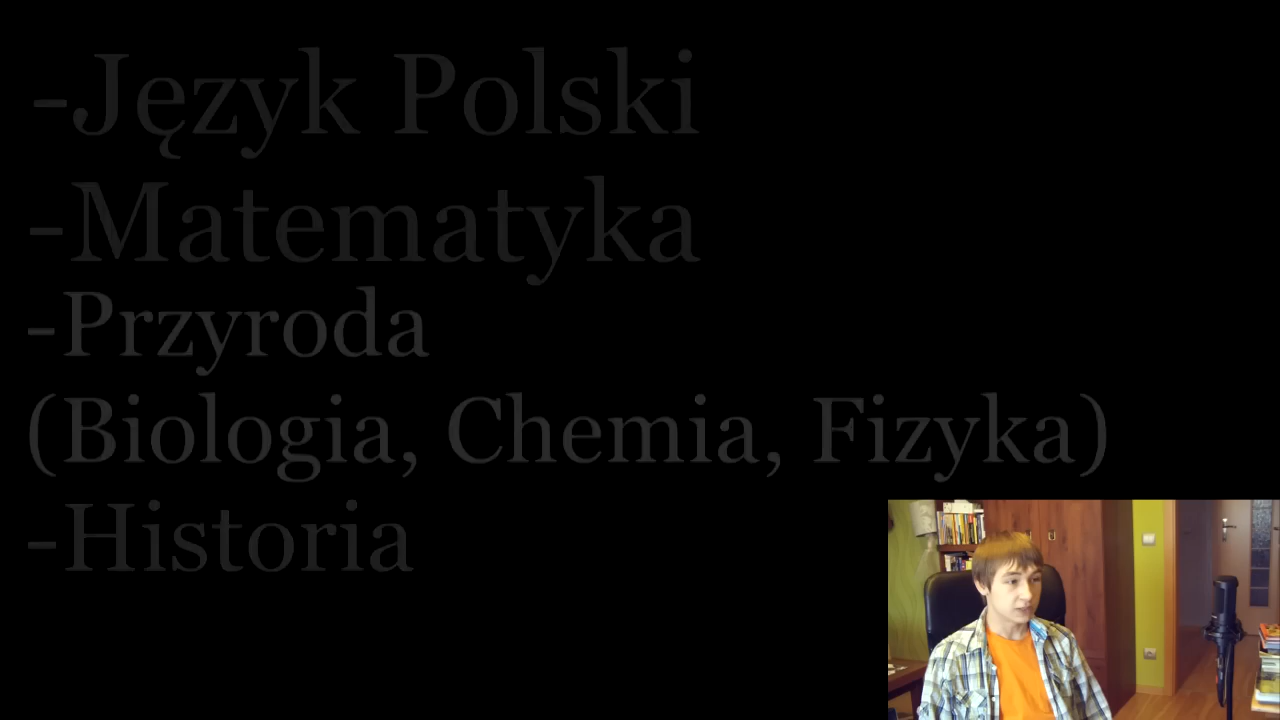 -Język Polski
-Matematyka
-Przyroda
(Biologia, Chemia, Fizyka)
-Historia